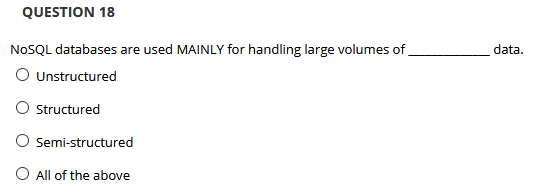 QUESTION 18
NoSQL databases are used MAINLY for handling large volumes of ____________ data.
Unstructured
Structured
Semi-structured
All of the above